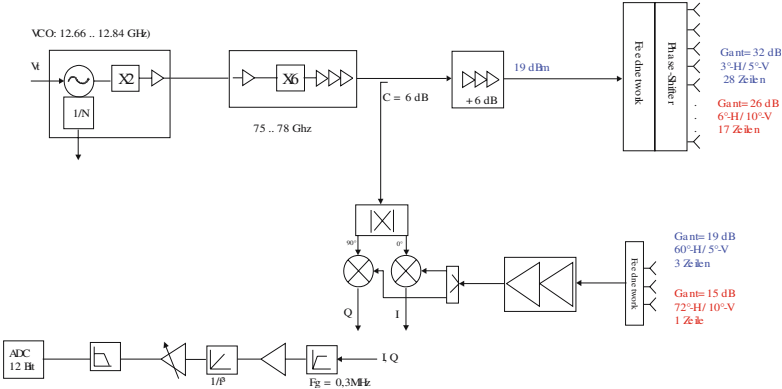 VCO: 12.66 .. 12.84 GHz)
Vt
X2
1/N
X6
75 .. 78 Ghz
C = 6 dB
+6 dB
19 dBm
Feednetwork
Phase-Shifter
Gant= 32 dB
3°-H/ 5°-V
28 Zeilen
Gant= 26 dB
6°-H/ 10°-V
17 Zeilen
90°
0°
Q
I
Feednetwork
Gant= 19 dB
60°-H/ 5°-V
3 Zeilen
Gant= 15 dB
72°-H/ 10°-V
1 Zeile
ADC
12 Bit
1/f³
Fg = 0,3MHz
I, Q